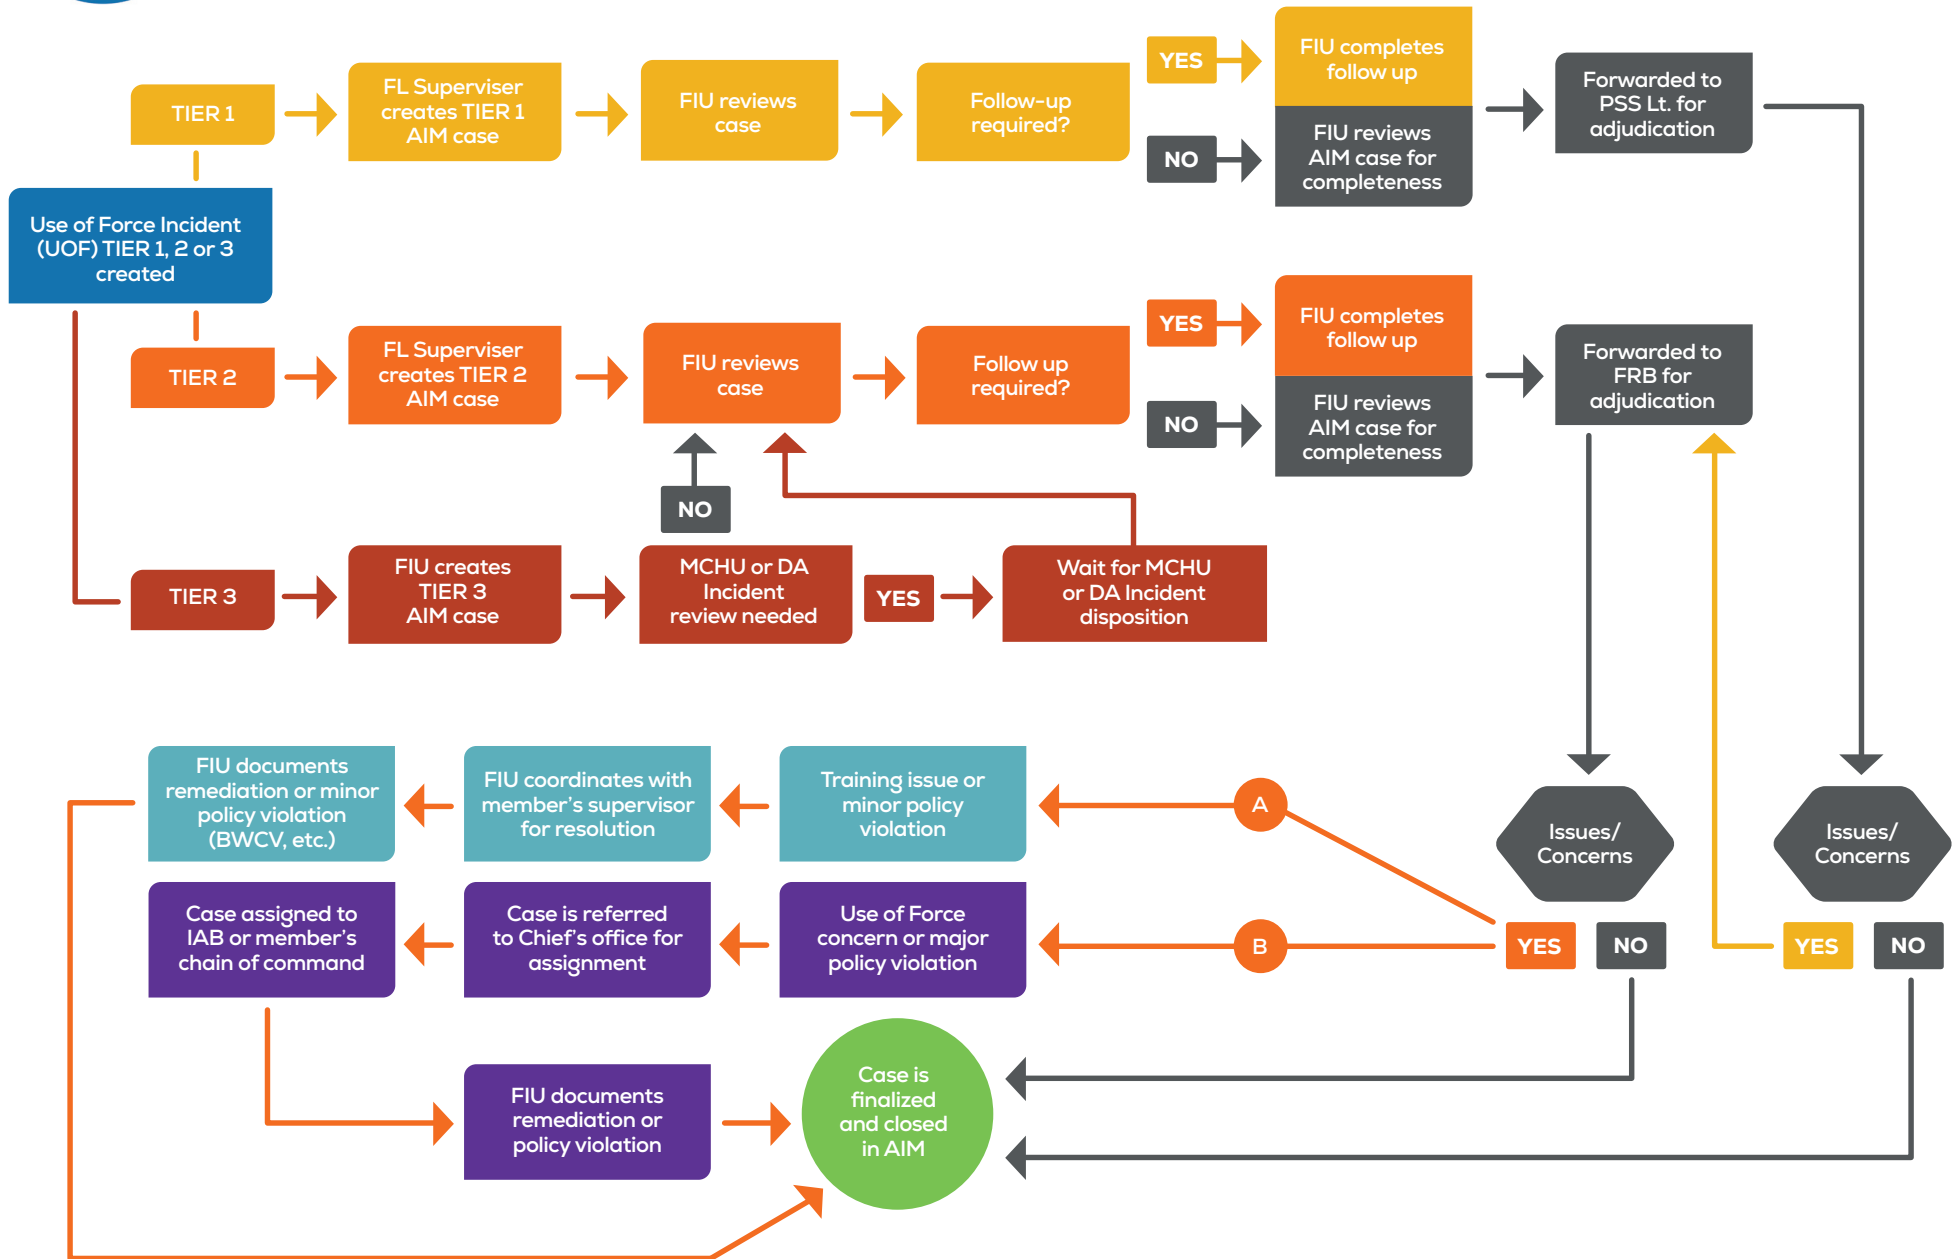 TIER 1
FL Superviser
creates TIER 1
AIM case
FIU reviews
case
Follow-up
required?
YES
NO
FIU completes
follow up
FIU reviews
AIM case for
completeness
Forwarded to
PSS Lt. for
adjudication
Use of Force Incident
(UOF) TIER 1, 2 or 3
created
TIER 2
FL Superviser
creates TIER 2
AIM case
FIU reviews
case
Follow up
required?
YES
NO
FIU completes
follow up
FIU reviews
AIM case for
completeness
Forwarded to
FRB for
adjudication
NO
TIER 3
FIU creates
TIER 3
AIM case
MCHU or DA
Incident
review needed
YES
Wait for MCHU
or DA Incident
disposition
FIU documents
remediation or minor
policy violation
(BWCV, etc.)
FIU coordinates with
member's supervisor
for resolution
Training issue or
minor policy
violation
A
Issues/
Concerns
Issues/
Concerns
Case assigned to
IAB or member's
chain of command
Case is referred
to Chief's office for
assignment
Use of Force
concern or major
policy violation
B
YES
NO
YES
NO
FIU documents
remediation or
policy violation
Case is
finalized
and closed
in AIM